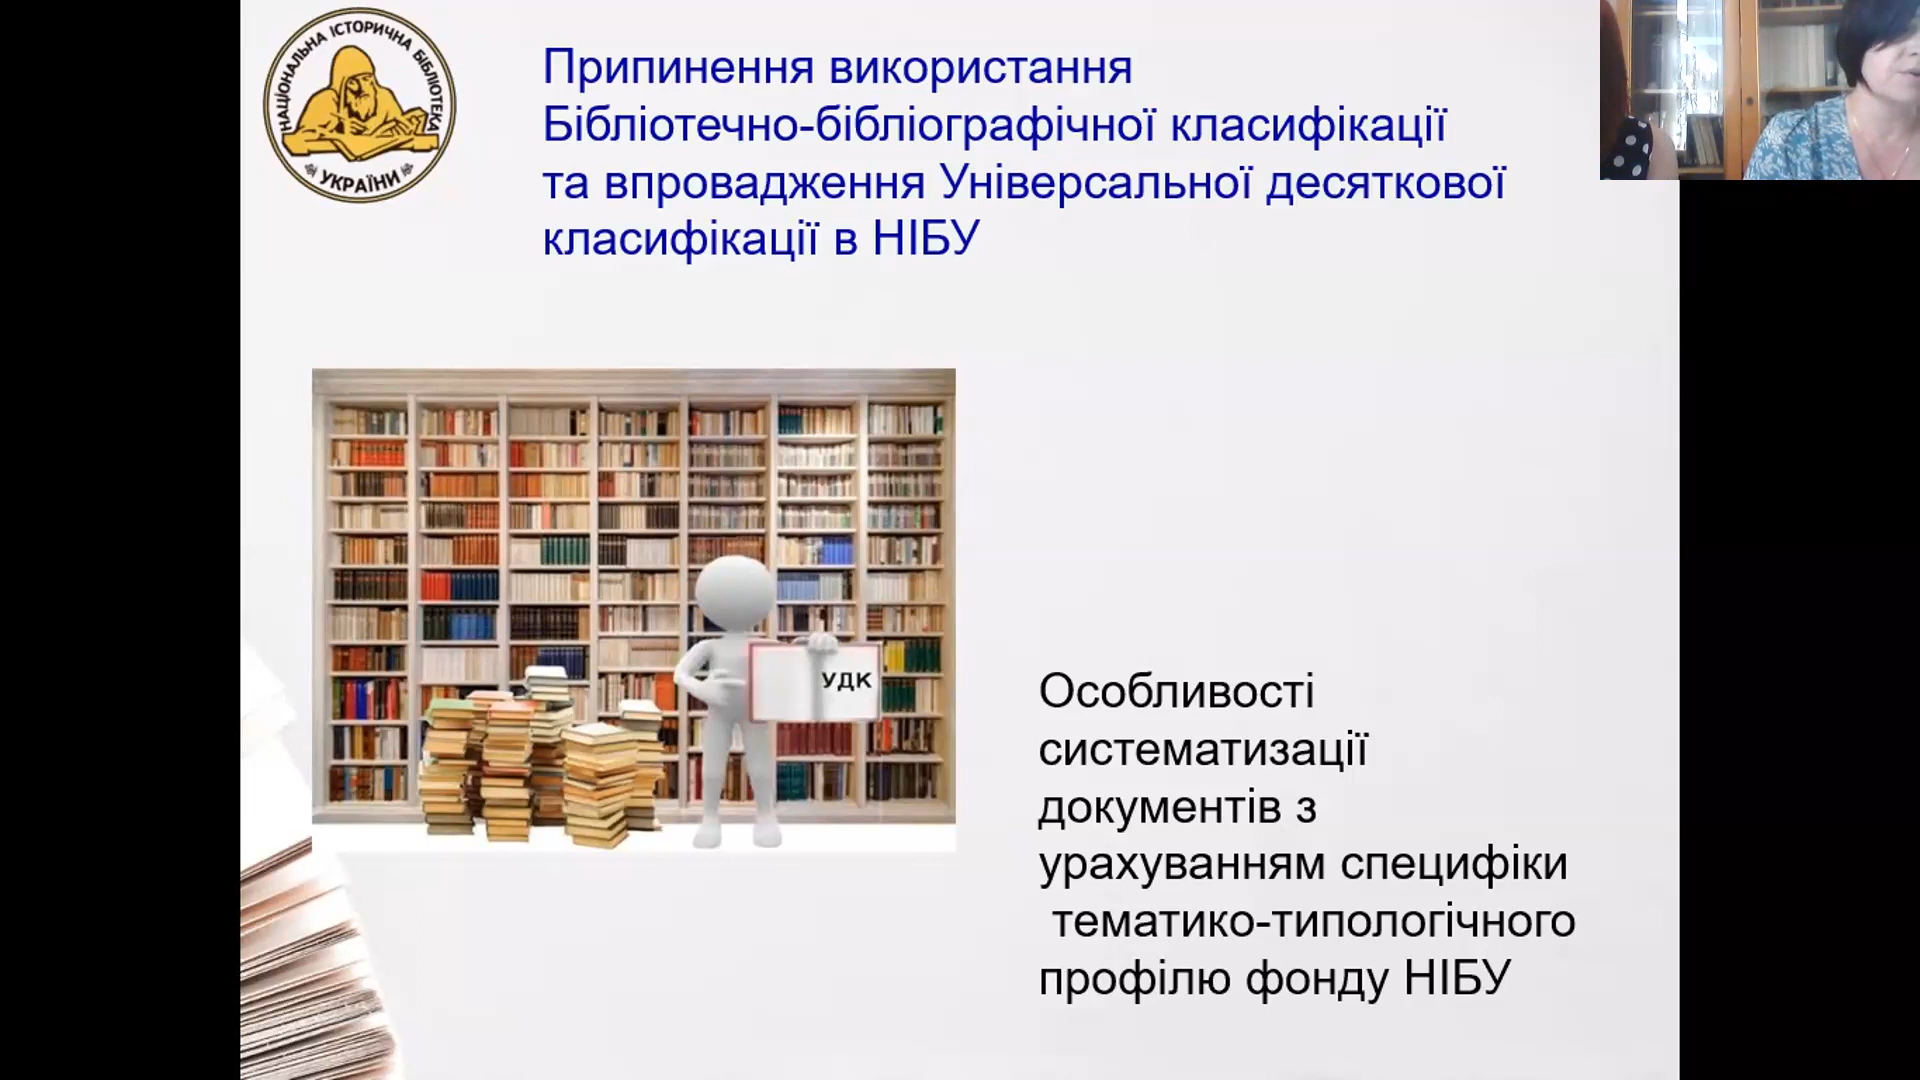 НАЦІОНАЛЬНА ІСТОРИЧНА БІБЛІОТЕКА
УКРАЇНИ
Припинення використання
Бібліотечно-бібліографічної класифікації
та впровадження Універсальної десяткової
класифікації в НІБУ
УДК
Особливості
систематизації
документів з
урахуванням специфіки
тематико-типологічного
профілю фонду НІБУ